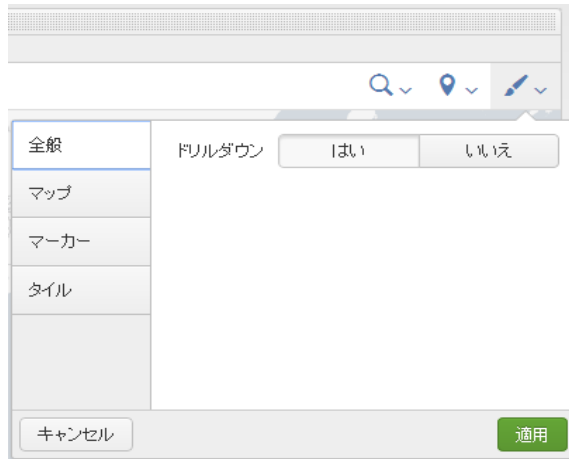 全般
ドリルダウン はい いいえ
マップ
マーカー
タイル
キャンセル 適用